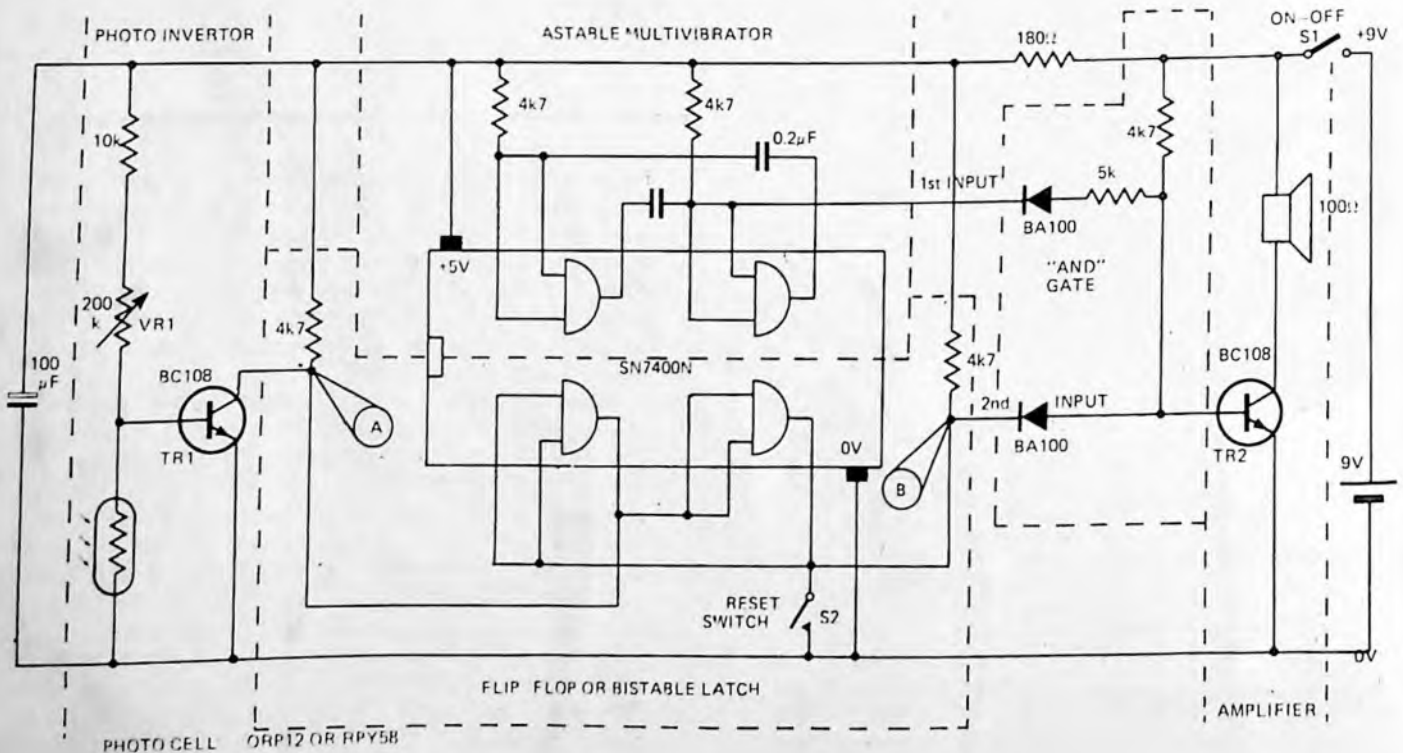 PHOTO INVERTOR
ASTABLE MULTIVIBRATOR
ON-OFF
S1
+9V
180Ω
10k
4k7
4k7
0.2µF
4k7
1st INPUT
5k
BA100
100Ω
+5V
"AND"
GATE
200
k
VR1
4k7
SN7400N
4k7
100
µF
BC108
TR1
A
0V
B
2nd
INPUT
BA100
BC108
TR2
9V
RESET
SWITCH
S2
0V
FLIP FLOP OR BISTABLE LATCH
AMPLIFIER
PHOTO CELL
ORP12 OR RPY58